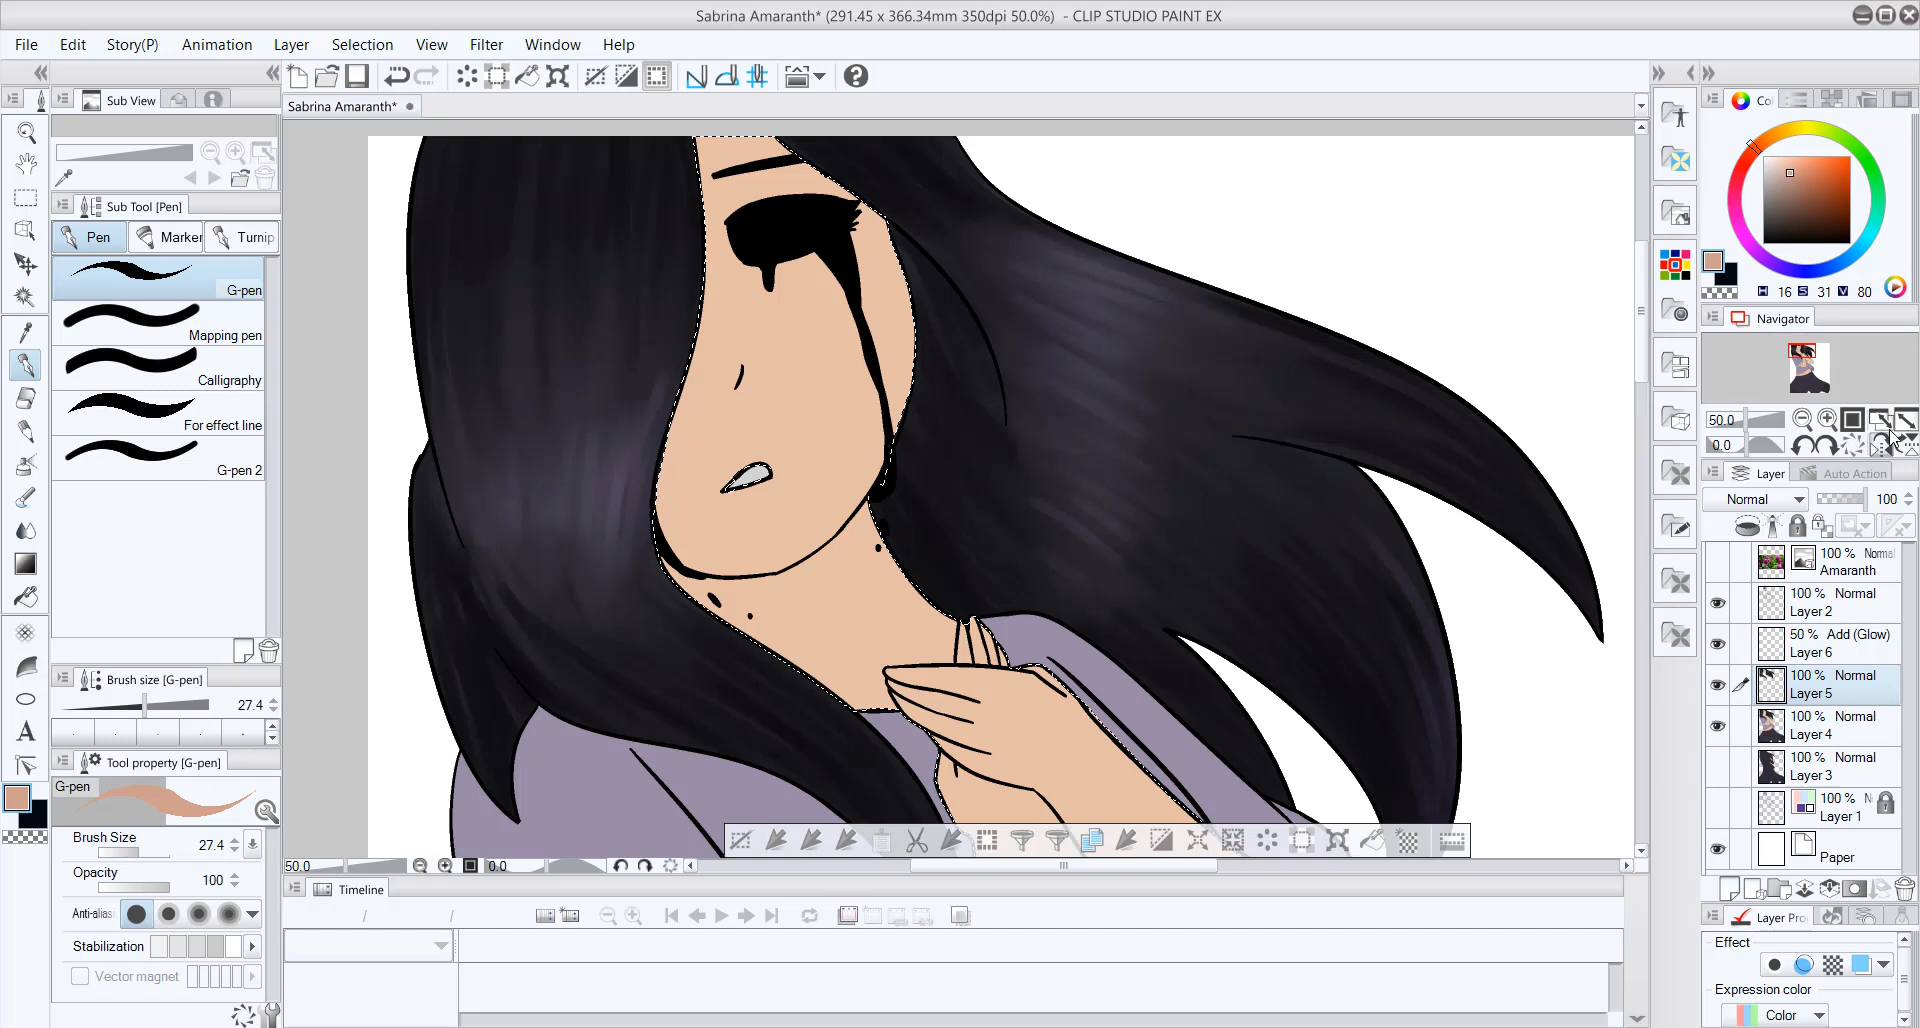 Sabrina Amaranth* (291.45 x 366.34mm 350dpi 50.0%) - CLIP STUDIO PAINT EX
File Edit Story(P) Animation Layer Selection View Filter Window Help
Sub View
Sabrina Amaranth*
Sub Tool [Pen]
Pen Marker Turnip
G-pen
Mapping pen
Calligraphy
For effect line
G-pen 2
Brush size [G-pen]
27.4
Tool property [G-pen]
G-pen
Brush Size
27.4
Opacity
100
Anti-alias
Stabilization
Vector magnet
50.0 0.0
Timeline
/ /
Co
H 16 S 31 V 80
Navigator
50.0
0.0
Layer Auto Action
Normal 100
100 % Norma
Amaranth
100 % Normal
Layer 2
50 % Add (Glow)
Layer 6
100 % Normal
Layer 5
100 % Normal
Layer 4
100 % Normal
Layer 3
100 % N
Layer 1
Paper
Layer Pro
Effect
Expression color
Color